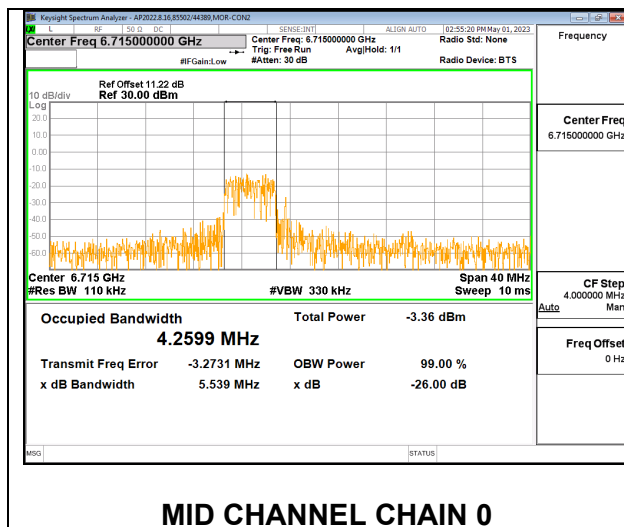 Keysight Spectrum Analyzer - AP2022.8.16,85502/44389,MOR-CON2
L RF 50 Ω DC SENSE:INT ALIGN AUTO 02:55:20 PM May 01, 2023
Center Freq 6.715000000 GHz
Center Freq: 6.715000000 GHz
Radio Std: None
Trig: Free Run Avg|Hold: 1/1
#IFGain:Low #Atten: 30 dB Radio Device: BTS
Frequency
Ref Offset 11.22 dB
10 dB/div Ref 30.00 dBm
Log
20.0
10.0
0.00
-10.0
-20.0
-30.0
-40.0
-50.0
-60.0
Center 6.715 GHz Span 40 MHz
#Res BW 110 kHz #VBW 330 kHz Sweep 10 ms
Center Freq
6.715000000 GHz
CF Step
4.000000 MHz
Auto Man
Freq Offset
0 Hz
Occupied Bandwidth Total Power -3.36 dBm
4.2599 MHz
Transmit Freq Error -3.2731 MHz OBW Power 99.00 %
x dB Bandwidth 5.539 MHz x dB -26.00 dB
MSG STATUS
MID CHANNEL CHAIN 0